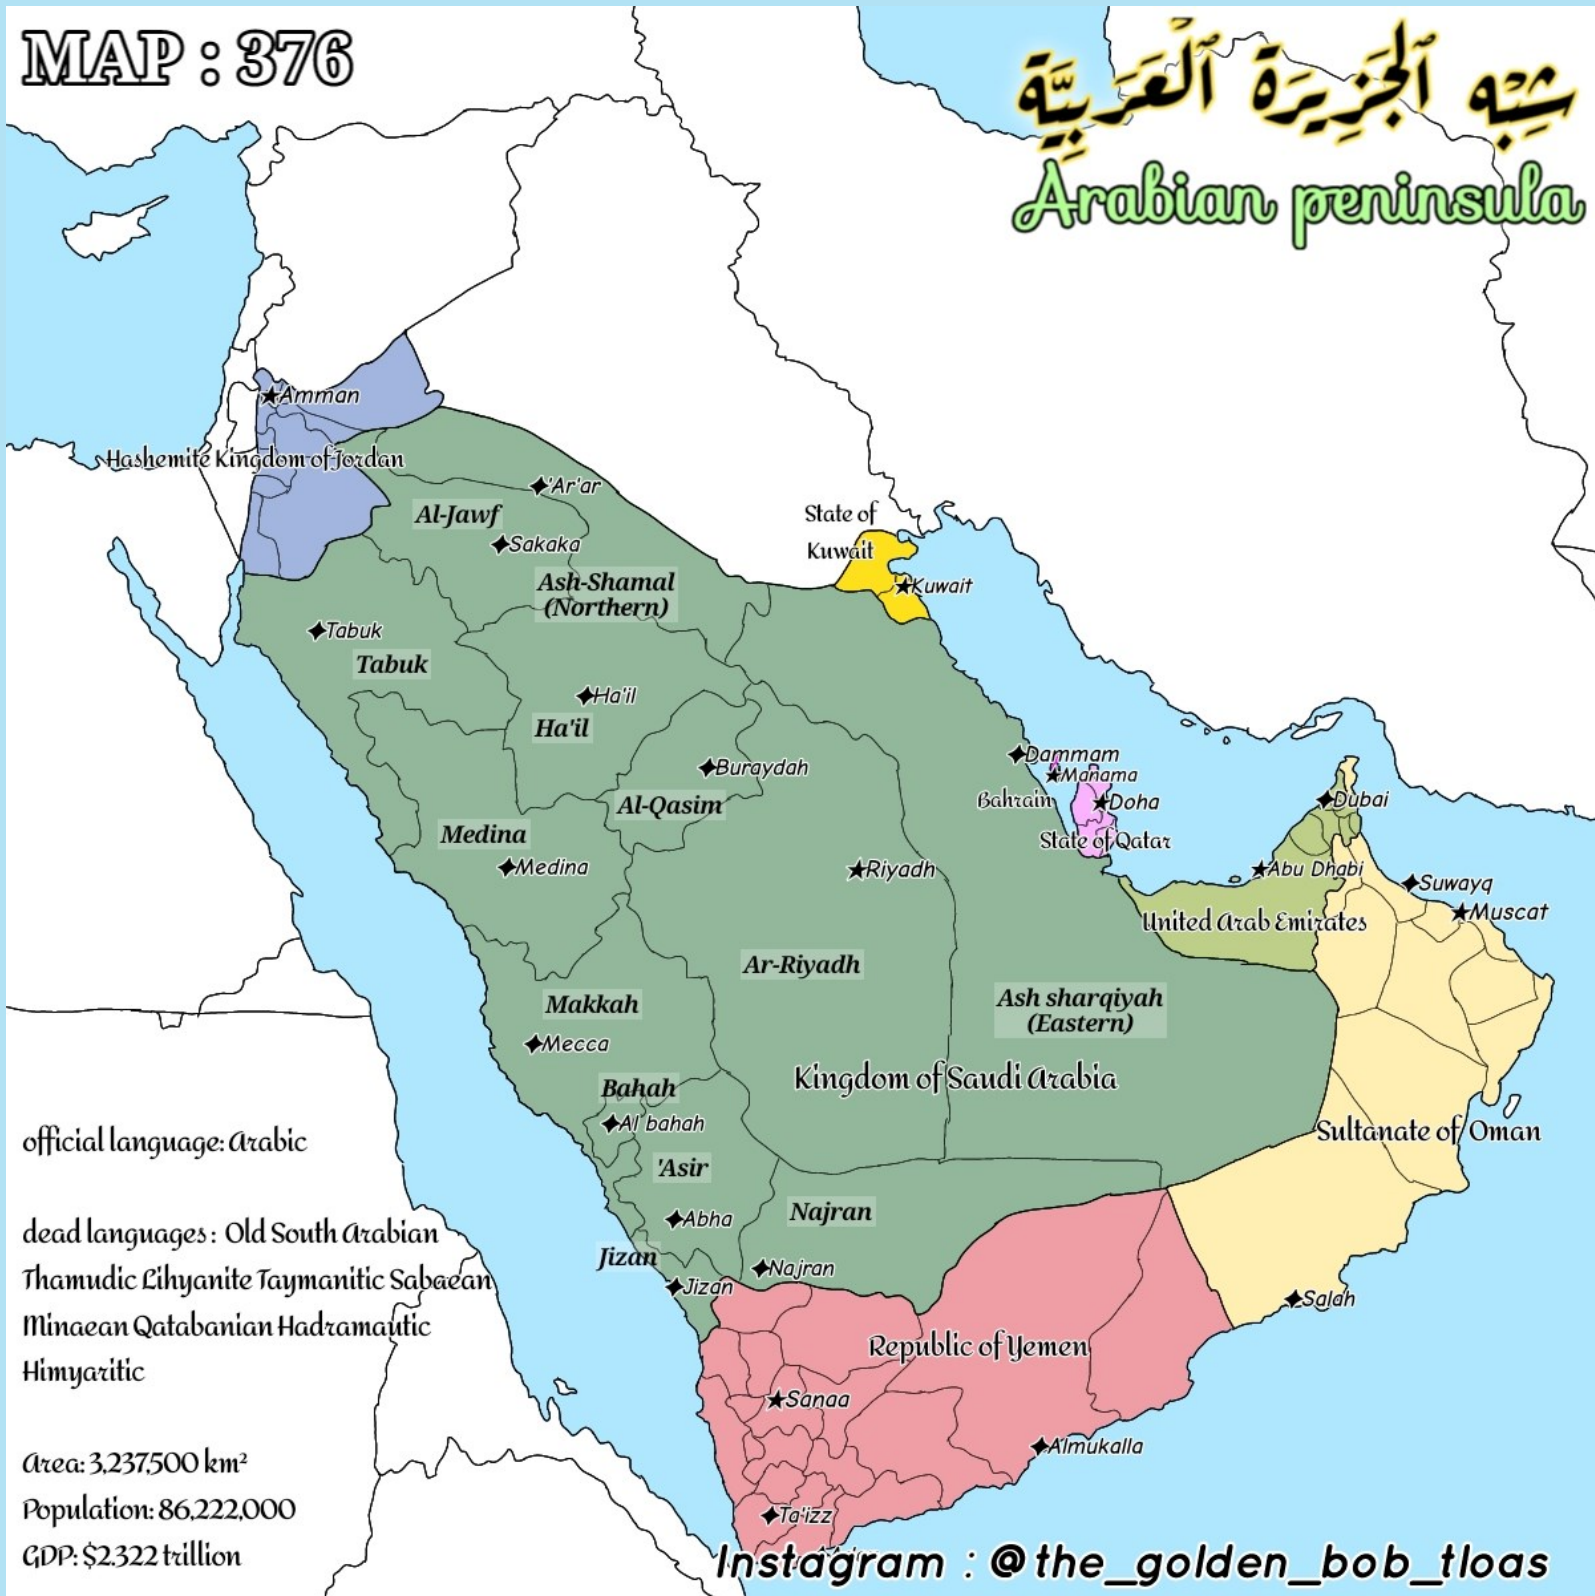 MAP : 376
شِبْه ٱلْجَزِيرَة ٱلْعَرَبِيَّة
Arabian peninsula
Amman
Hashemite Kingdom of Jordan
'Ar'ar
Al-Jawf
Sakaka
State of
Kuwait
Kuwait
Ash-Shamal
(Northern)
Tabuk
Tabuk
Ha'il
Ha'il
Buraydah
Al-Qasim
Dammam
Manama
Bahrain
Doha
State of Qatar
Dubai
Medina
Medina
Riyadh
Abu Dhabi
Suwayq
Muscat
United Arab Emirates
Ar-Riyadh
Ash sharqiyah
(Eastern)
Makkah
Mecca
Kingdom of Saudi Arabia
Bahah
Al bahah
Sultanate of Oman
'Asir
Abha
Najran
Jizan
Najran
Jizan
Salah
Republic of Yemen
Sanaa
Almukalla
Ta'izz
official language: Arabic
dead languages : Old South Arabian
Thamudic Lihyanite Taymanitic Sabaean
Minaean Qatabanian Hadramautic
Himyaritic
Area: 3,237,500 km²
Population: 86,222,000
GDP: $2.322 trillion
Instagram : @the_golden_bob_tloas